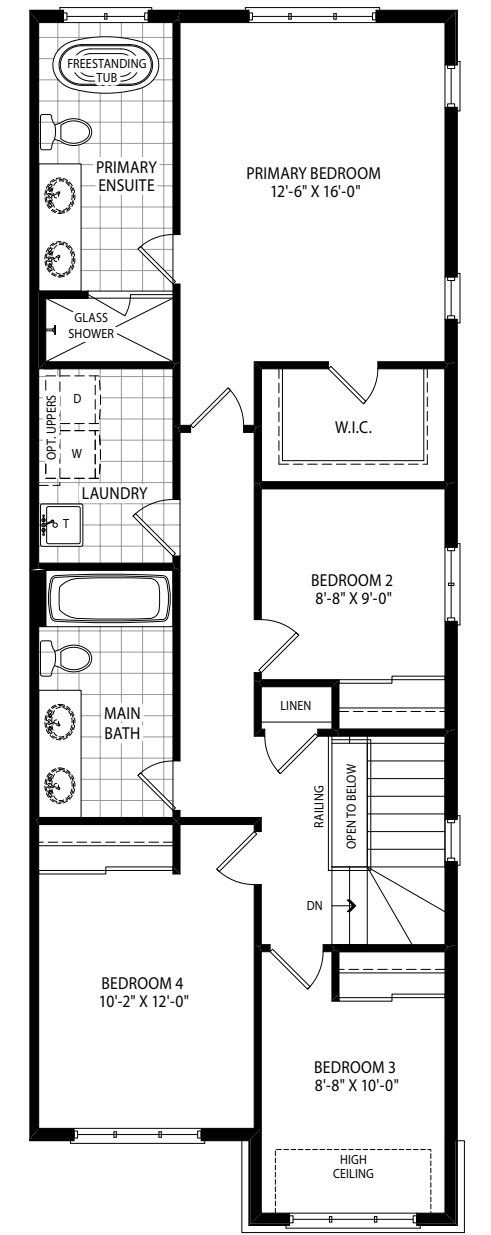 FREESTANDING
TUB
PRIMARY
ENSUITE
PRIMARY BEDROOM
12'-6" X 16'-0"
GLASS
SHOWER
OPT. UPPERS
D
W
W.I.C.
LAUNDRY
T
BEDROOM 2
8'-8" X 9'-0"
LINEN
MAIN
BATH
RAILING
OPEN TO BELOW
DN
BEDROOM 4
10'-2" X 12'-0"
BEDROOM 3
8'-8" X 10'-0"
HIGH
CEILING